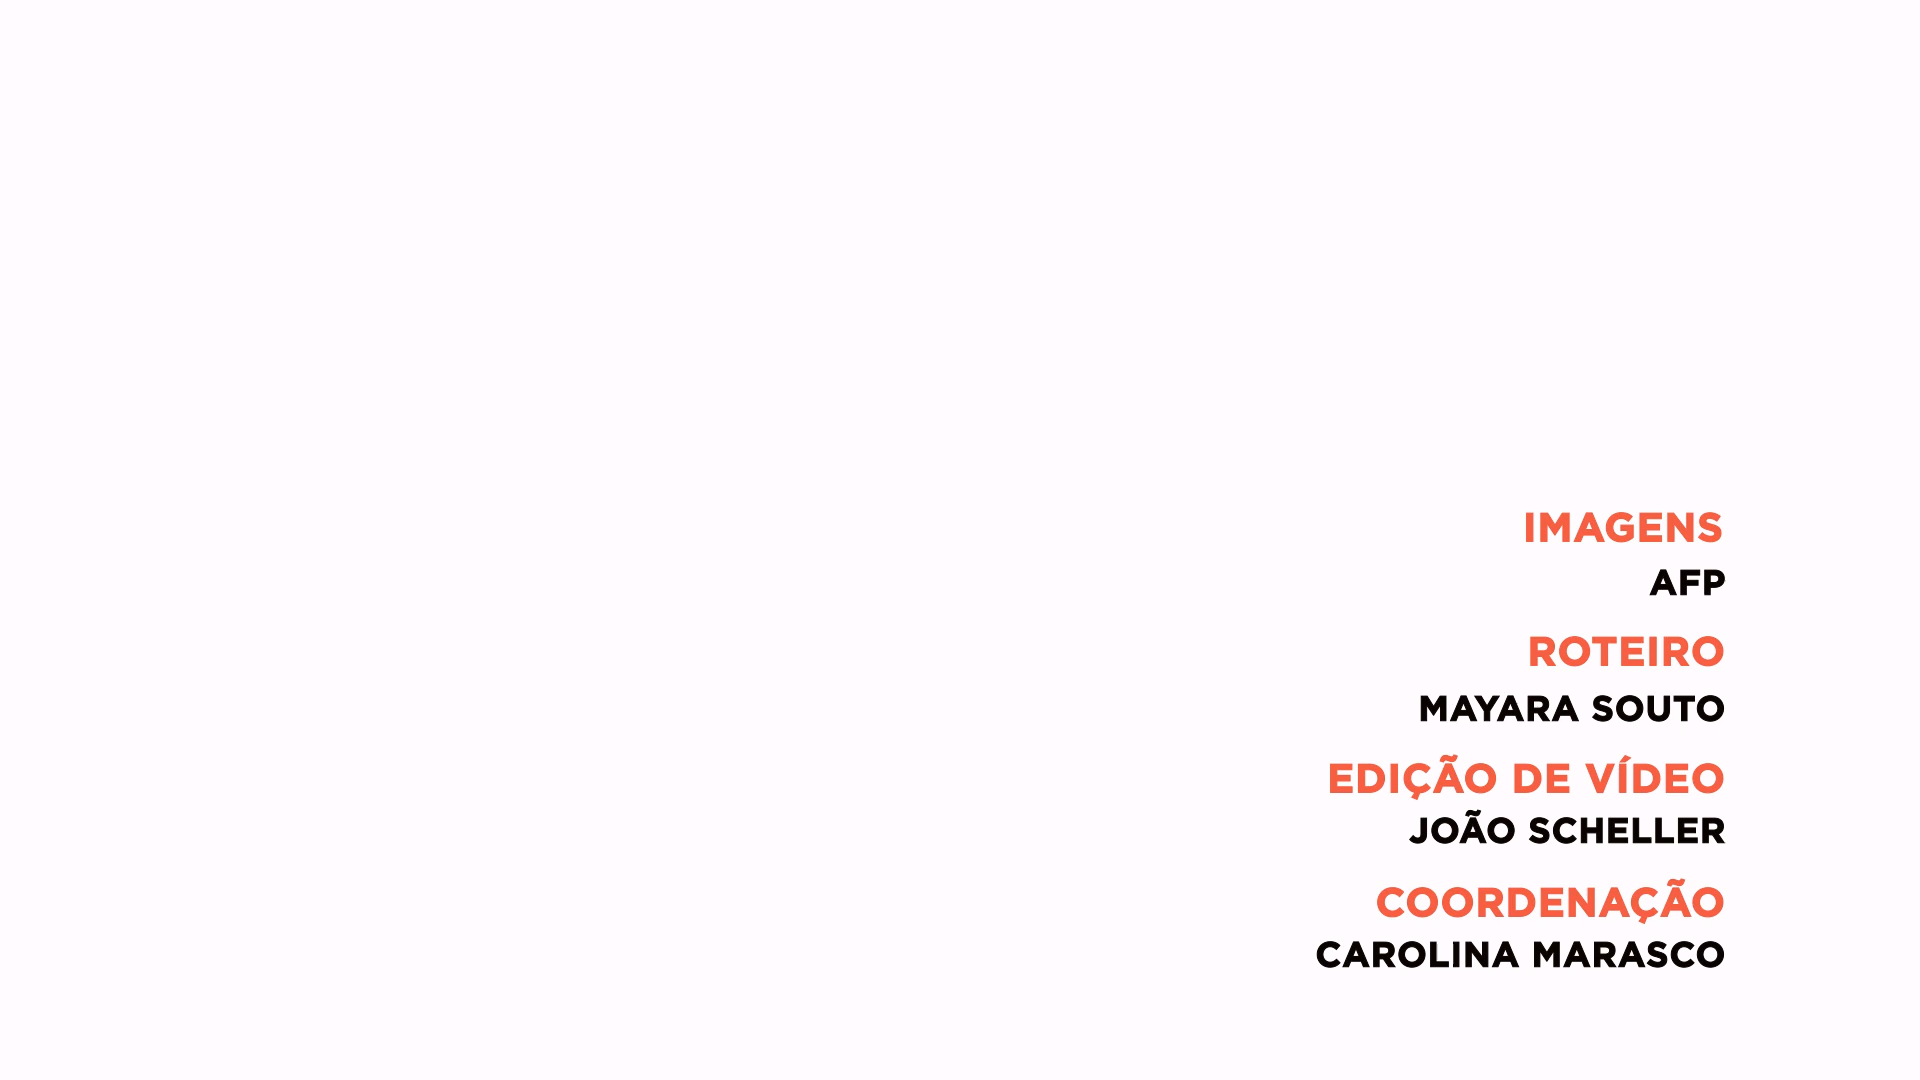 IMAGENS
AFP
ROTEIRO
MAYARA SOUTO
EDIÇÃO DE VÍDEO
JOÃO SCHELLER
COORDENAÇÃO
CAROLINA MARASCO